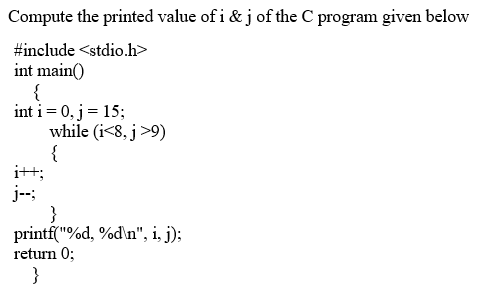 Compute the printed value of i & j of the C program given below
#include <stdio.h>
int main()
{
int i = 0, j = 15;
while (i<8, j >9)
{
i++;
j--;
}
printf("%d, %d\n", i, j);
return 0;
}